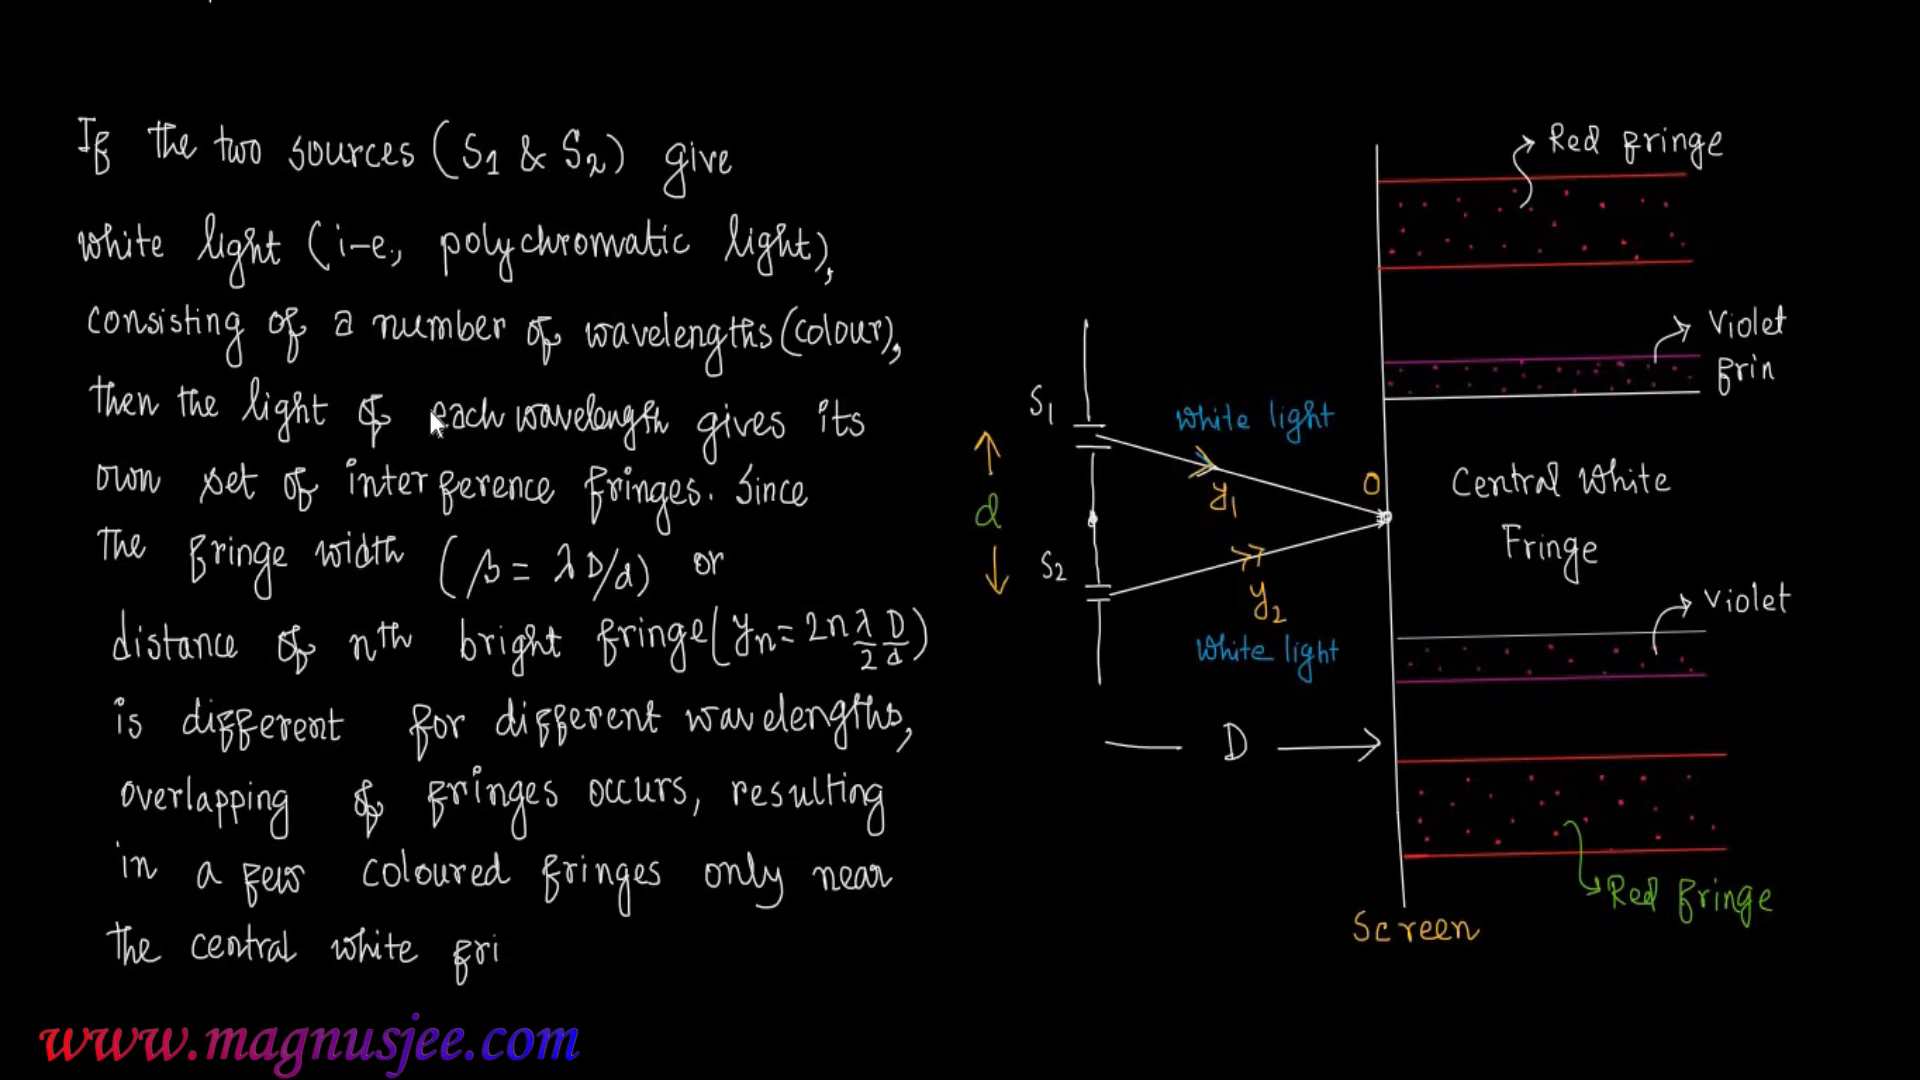 If the two sources (S1 & S2) give
white light (i-e., polychromatic light),
consisting of a number of wavelengths (colour),
then the light of each wavelength gives its
own set of interference fringes. Since
the fringe width (β = λ D/d) or
distance of nth bright fringe (yn = 2n λ/2 D/d)
is different for different wavelengths,
overlapping of fringes occurs, resulting
in a few coloured fringes only near
the central white fri
Red fringe
Violet
frin
S1
white light
y1
O
d
Central White
Fringe
S2
y2
white light
Violet
D
Red fringe
Screen
www.magnusjee.com